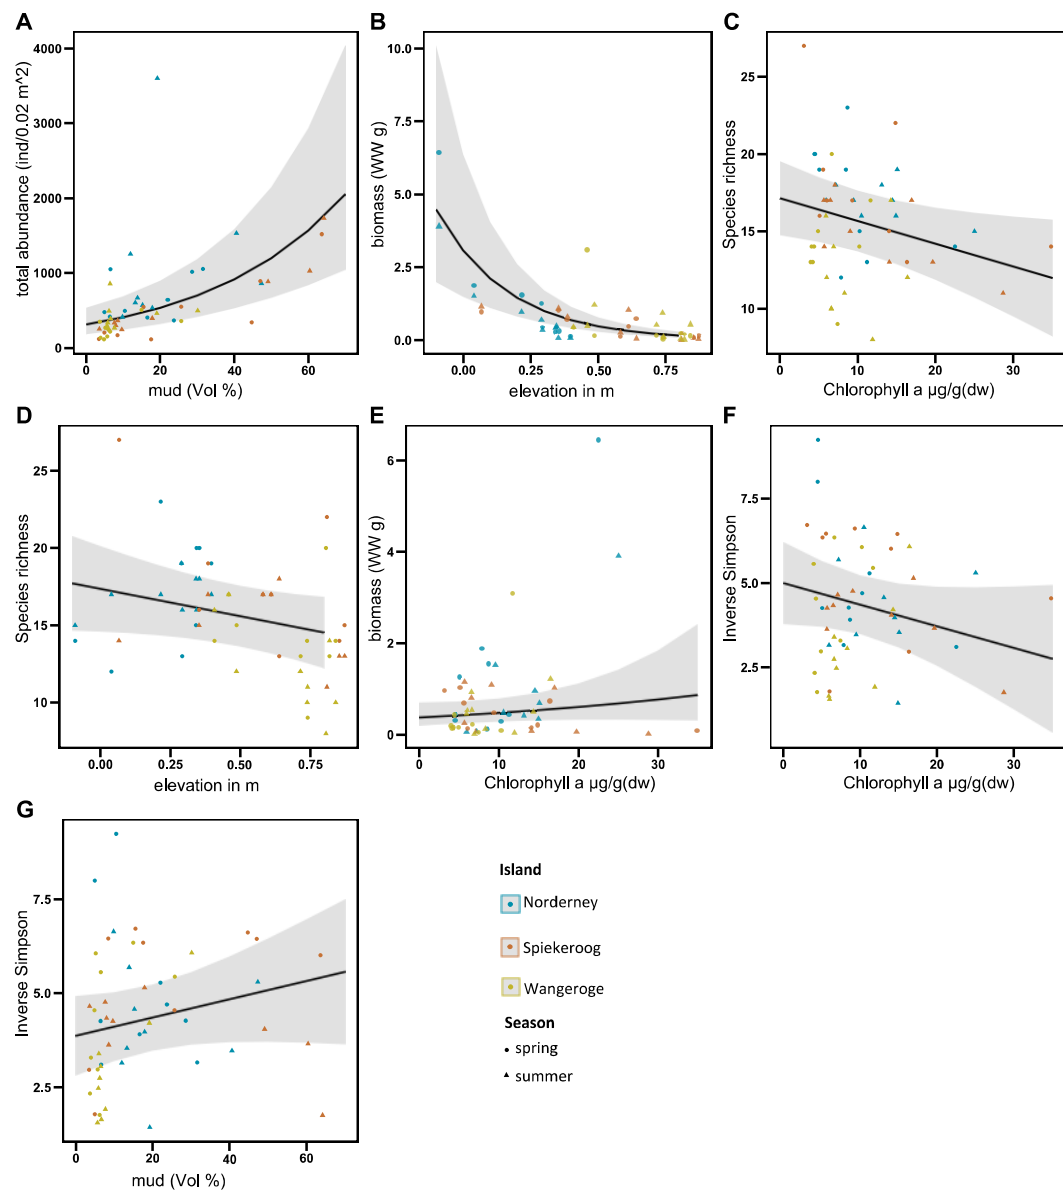 A
total abundance (ind/0.02 m^2)
4000
3000
2000
1000
0
0
20
40
60
mud (Vol %)
B
biomass (WW g)
10.0
7.5
5.0
2.5
0.0
0.00
0.25
0.50
0.75
elevation in m
C
Species richness
25
20
15
10
0
10
20
30
Chlorophyll a µg/g(dw)
D
Species richness
25
20
15
10
0.00
0.25
0.50
0.75
elevation in m
E
biomass (WW g)
6
4
2
0
0
10
20
30
Chlorophyll a µg/g(dw)
F
Inverse Simpson
7.5
5.0
2.5
0
10
20
30
Chlorophyll a µg/g(dw)
G
Inverse Simpson
7.5
5.0
2.5
0
20
40
60
mud (Vol %)
Island
Norderney
Spiekeroog
Wangeroge
Season
spring
summer